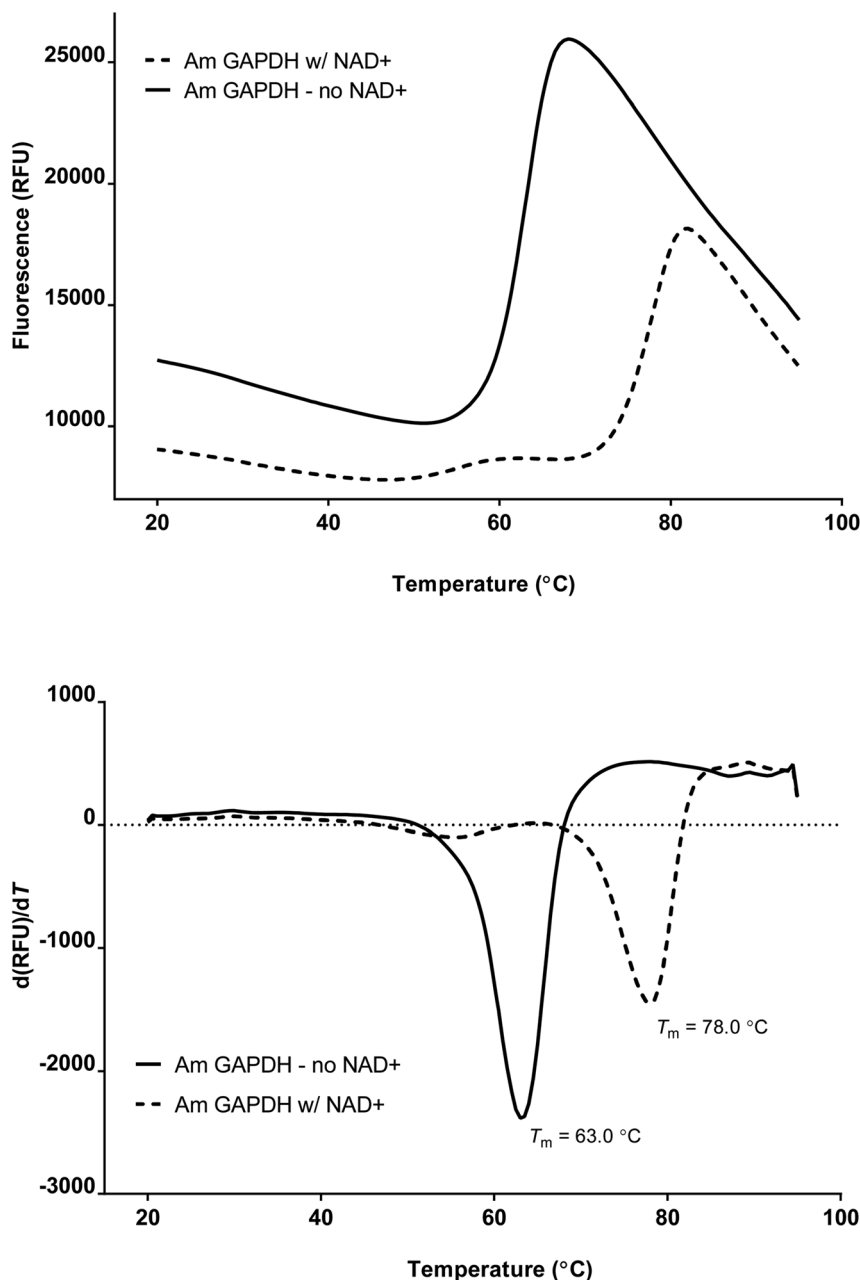 Am GAPDH w/ NAD+
Am GAPDH - no NAD+
25000
20000
15000
10000
Fluorescence (RFU)
20 40 60 80 100
Temperature (°C)
1000
0
-1000
-2000
-3000
d(RFU)/dT
Tm = 78.0 °C
Am GAPDH - no NAD+
Am GAPDH w/ NAD+
Tm = 63.0 °C
20 40 60 80 100
Temperature (°C)